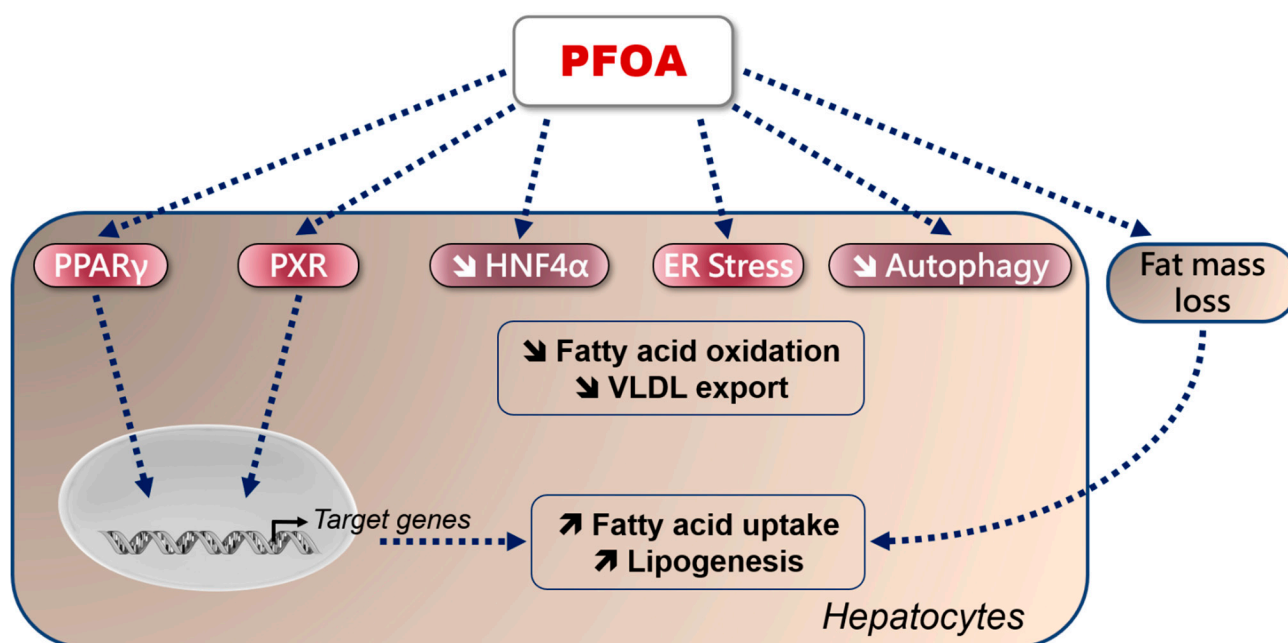 PFOA
PPARγ
PXR
⬊ HNF4α
ER Stress
⬊ Autophagy
Fat mass
loss
⬊ Fatty acid oxidation
⬊ VLDL export
Target genes
⬈ Fatty acid uptake
⬈ Lipogenesis
Hepatocytes